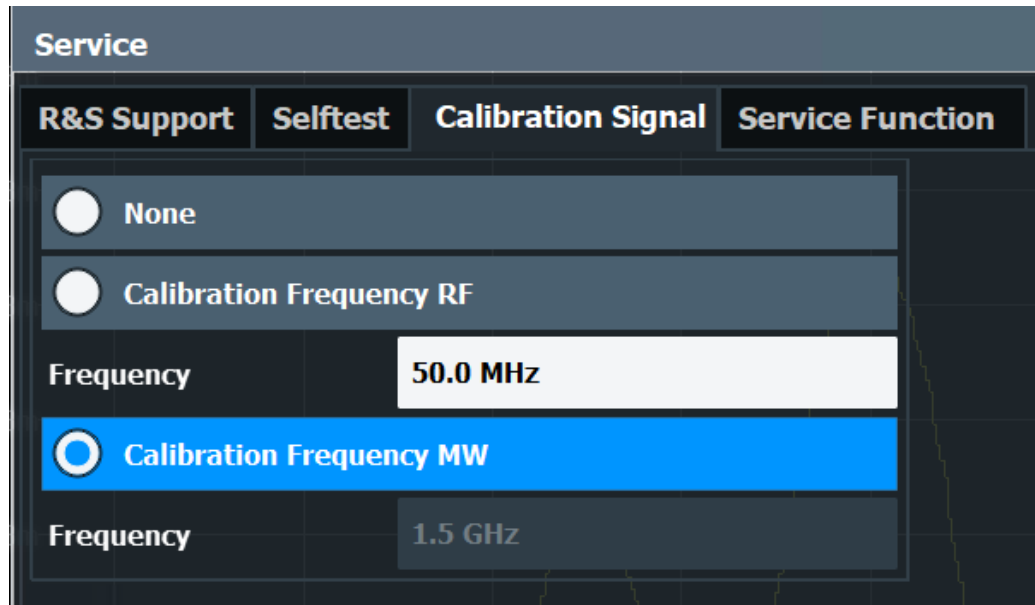 Service
R&S Support Selftest Calibration Signal Service Function
None
Calibration Frequency RF
Frequency 50.0 MHz
Calibration Frequency MW
Frequency 1.5 GHz